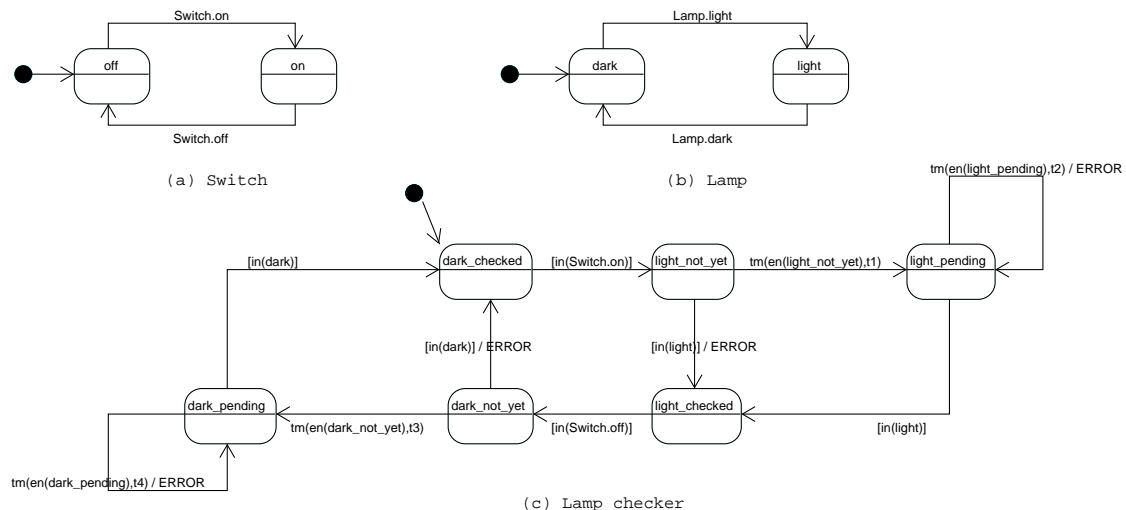 Switch.on
off
on
Switch.off
(a) Switch
Lamp.light
dark
light
Lamp.dark
(b) Lamp
tm(en(light_pending),t2) / ERROR
[in(dark)]
dark_checked
[in(Switch.on)]
light_not_yet
tm(en(light_not_yet),t1)
light_pending
[in(dark)] / ERROR
[in(light)] / ERROR
dark_pending
dark_not_yet
light_checked
tm(en(dark_not_yet),t3)
[in(Switch.off)]
[in(light)]
tm(en(dark_pending),t4) / ERROR
(c) Lamp checker